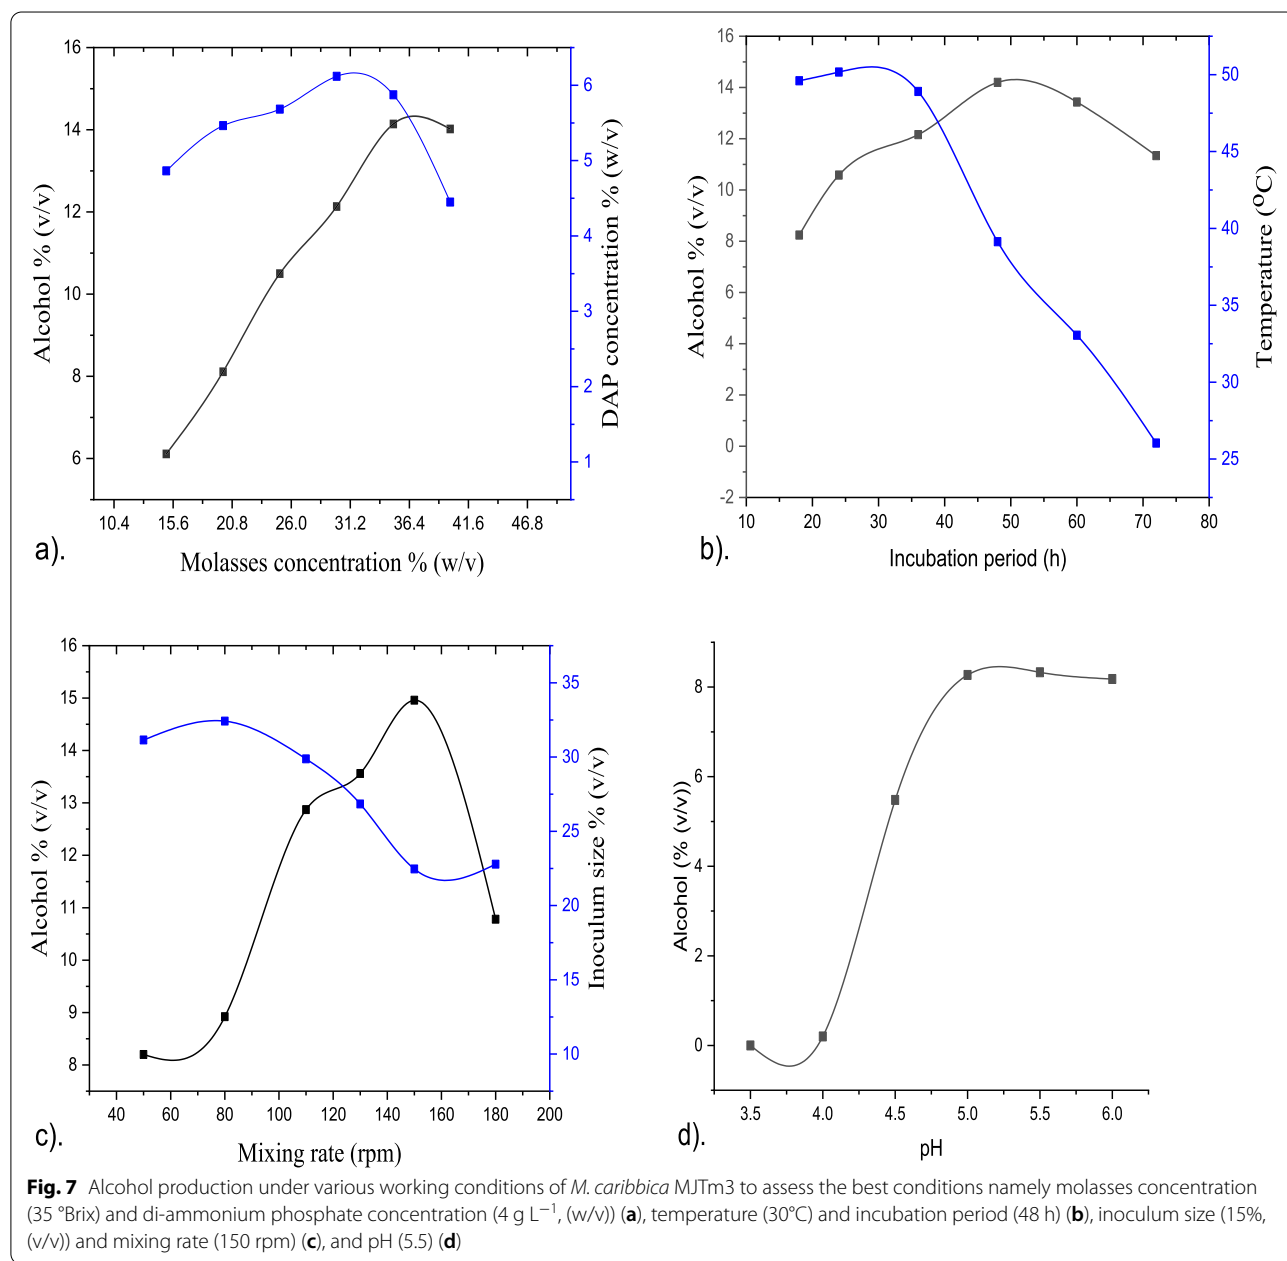 16
14
12
10
8
6
Alcohol % (v/v)
6
5
4
3
2
1
DAP concentration % (w/v)
10.4 15.6 20.8 26.0 31.2 36.4 41.6 46.8
a).
Molasses concentration % (w/v)
16
14
12
10
8
6
4
2
0
-2
Alcohol % (v/v)
50
45
40
35
30
25
Temperature (°C)
10 20 30 40 50 60 70 80
b).
Incubation period (h)
16
15
14
13
12
11
10
9
8
Alcohol % (v/v)
35
30
25
20
15
10
Inoculum size % (v/v)
40 60 80 100 120 140 160 180 200
c).
Mixing rate (rpm)
8
6
4
2
0
Alcohol (% (v/v))
3.5 4.0 4.5 5.0 5.5 6.0
d).
pH
Fig. 7 Alcohol production under various working conditions of M. caribbica MJTm3 to assess the best conditions namely molasses concentration
(35 °Brix) and di-ammonium phosphate concentration (4 g L⁻¹, (w/v)) (a), temperature (30°C) and incubation period (48 h) (b), inoculum size (15%,
(v/v)) and mixing rate (150 rpm) (c), and pH (5.5) (d)